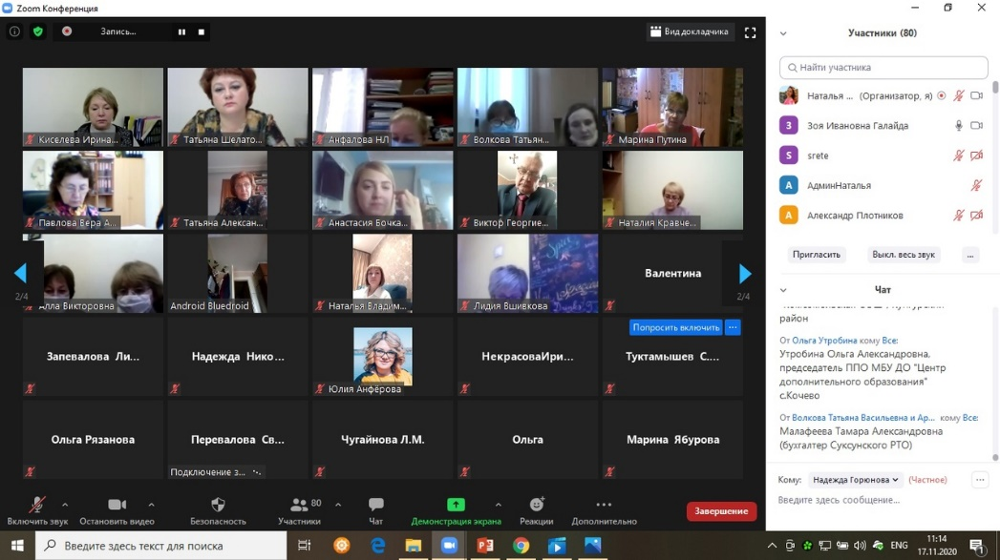 Zoom Конференция
Запись...
Вид докладчика
Киселева Ирина...
Татьяна Шелато...
Анфалова НЛ
Волкова Татьян...
Марина Путина
Павлова Вера А...
Татьяна Алексан...
Анастасия Бочка...
Виктор Георгие...
Наталия Кравче...
Алла Викторовна
Android Bluedroid
Наталья Владим...
Лидия Вшивкова
Валентина
2/4
2/4
Попросить включить
...
Запевалова Ли...
Надежда Нико...
Юлия Анфёрова
НекрасоваИри...
Туктамышев С....
Ольга Рязанова
Перевалова Св...
Подключение з...
Чугайнова Л.М.
Ольга
Марина Ябурова
Включить звук
Остановить видео
Безопасность
Участники
80
Чат
Демонстрация экрана
Реакции
Дополнительно
Завершение
Участники (80)
Найти участника
Наталья ... (Организатор, я)
З
Зоя Ивановна Галайда
S
srete
А
АдминНаталья
А
Александр Плотников
Пригласить
Выкл. весь звук
...
Чат
район
От Ольга Утробина кому Все:
Утробина Ольга Александровна,
председатель ППО МБУ ДО "Центр
дополнительного образования"
с.Кочево
От Волкова Татьяна Васильевна и Ар... кому Все:
Малафеева Тамара Александровна
(бухгалтер Суксунского РТО)
Кому: Надежда Горюнова (Частное)
...
Введите здесь сообщение...
Введите здесь текст для поиска
ENG
11:14
17.11.2020
1